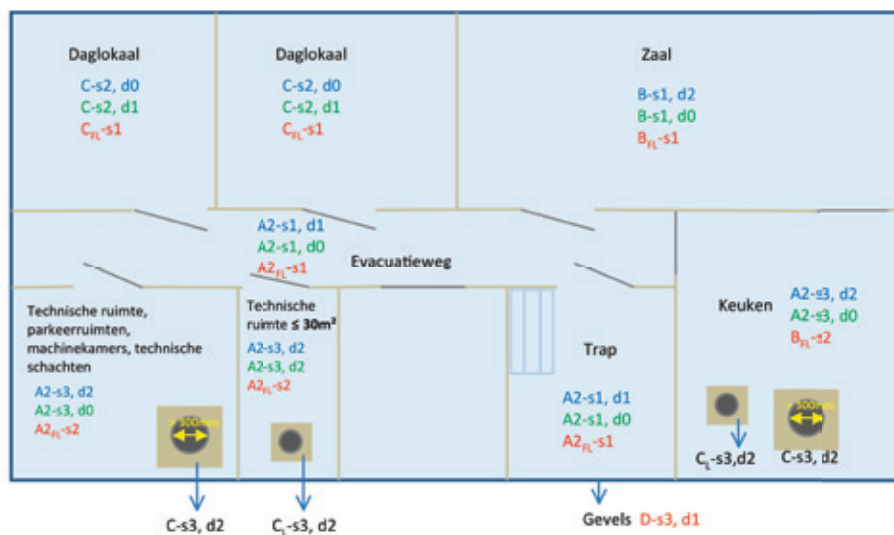 Daglokaal
C-s2, d0
C-s2, d1
CFL-s1
Daglokaal
C-s2, d0
C-s2, d1
CFL-s1
Zaal
B-s1, d2
B-s1, d0
BFL-s1
A2-s1, d1
A2-s1, d0
A2FL-s1
Evacuatieweg
Technische ruimte,
parkeerruimten,
machinekamers, technische
schachten
A2-s3, d2
A2-s3, d0
A2FL-s2
> 300mm
C-s3, d2
Technische
ruimte ≤ 30m²
A2-s3, d2
A2-s3, d2
A2FL-s2
CL-s3, d2
Trap
A2-s1, d1
A2-s1, d0
A2FL-s1
Gevels D-s3, d1
Keuken
A2-s3, d2
A2-s3, d0
BFL-s2
CL-s3,d2
> 300mm
C-s3, d2